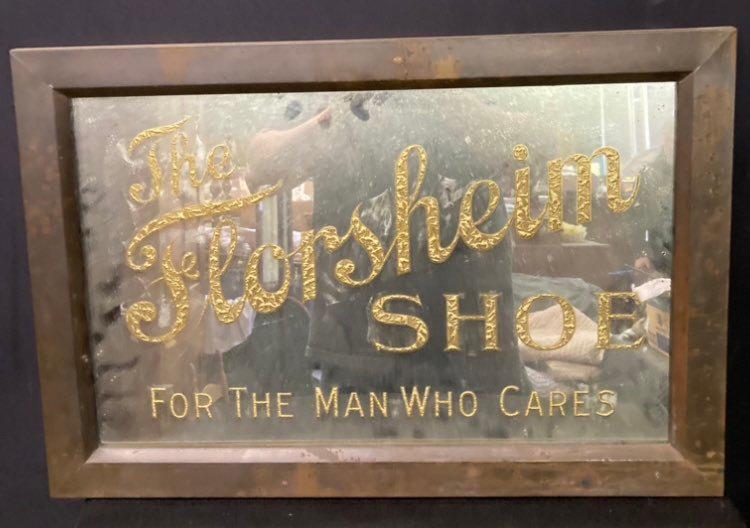 The
Florsheim
SHOE
FOR THE MAN WHO CARES